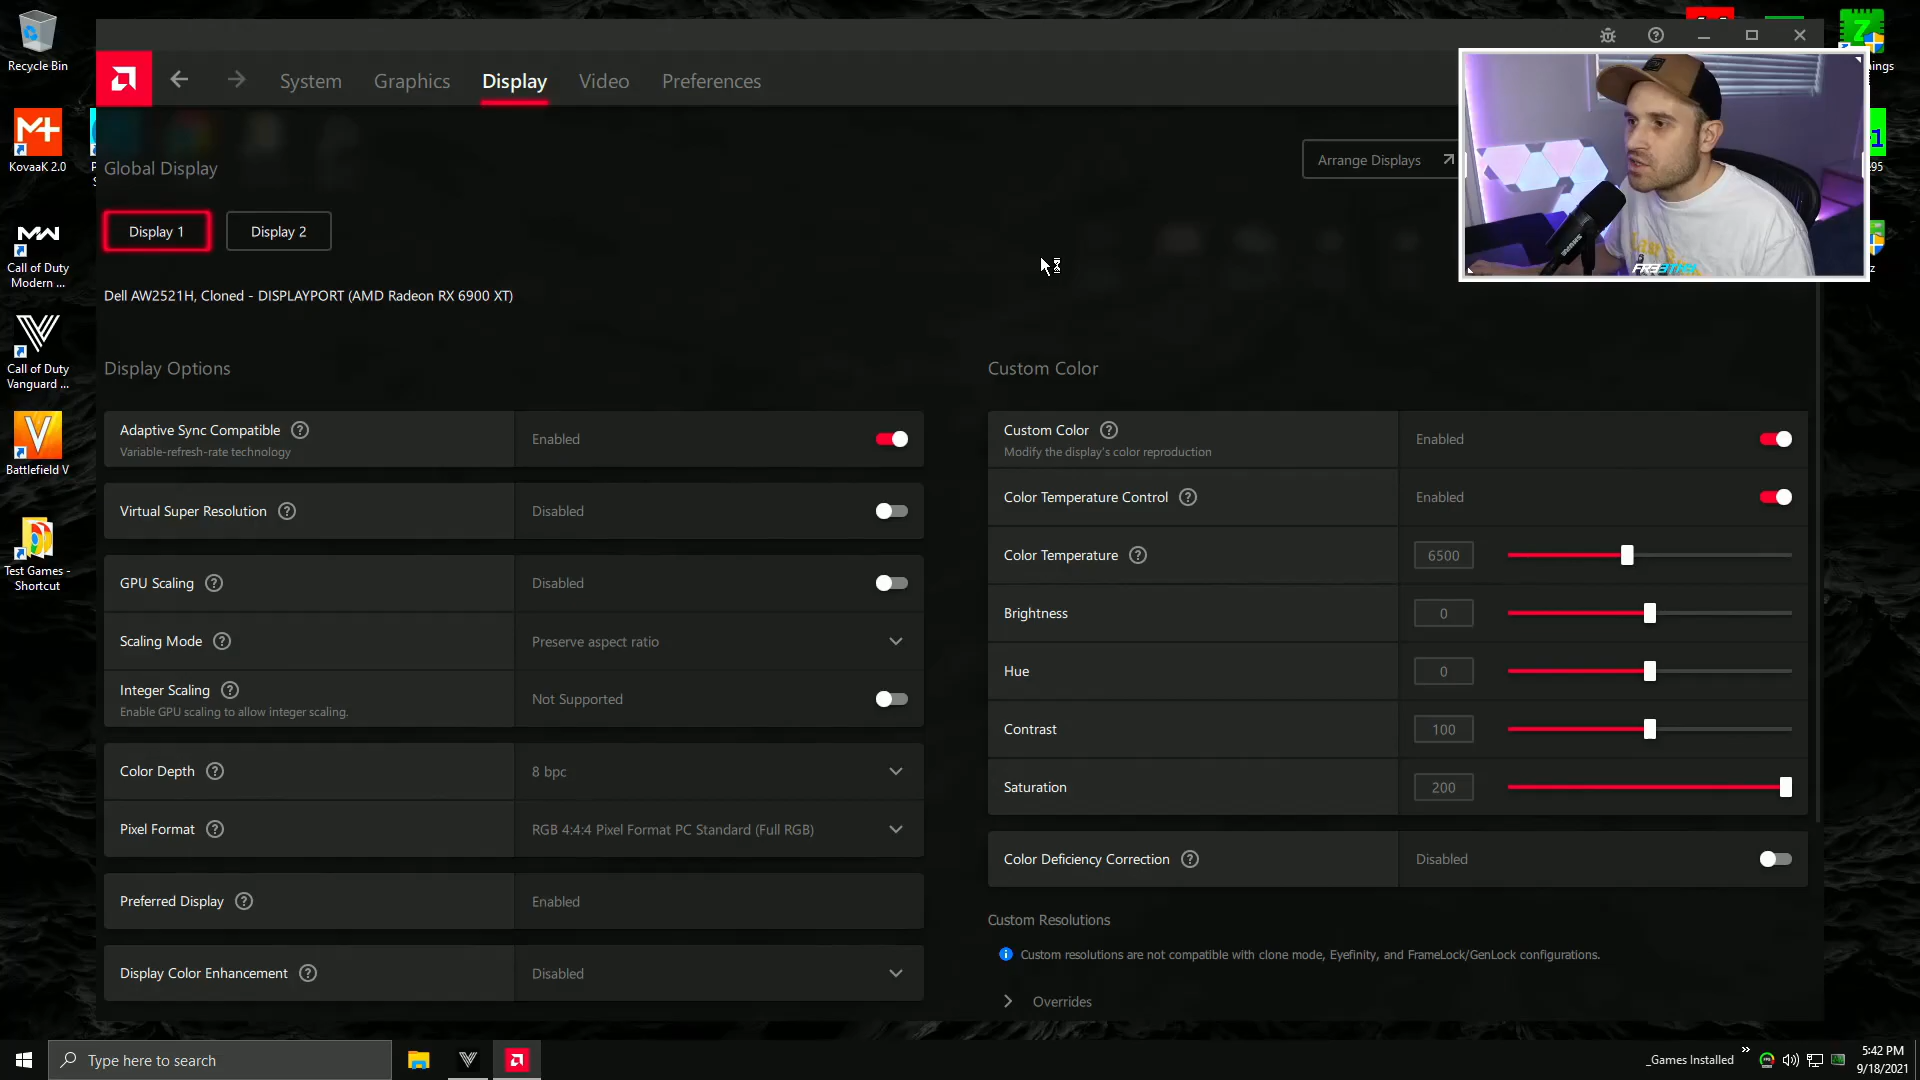 Recycle Bin
KovaaK 2.0
Call of Duty
Modern ...
Call of Duty
Vanguard ...
Battlefield V
Test Games -
Shortcut
System
Graphics
Display
Video
Preferences
Global Display
Arrange Displays
Display 1
Display 2
Dell AW2521H, Cloned - DISPLAYPORT (AMD Radeon RX 6900 XT)
Display Options
Adaptive Sync Compatible
Variable-refresh-rate technology
Enabled
Virtual Super Resolution
Disabled
GPU Scaling
Disabled
Scaling Mode
Preserve aspect ratio
Integer Scaling
Enable GPU scaling to allow integer scaling.
Not Supported
Color Depth
8 bpc
Pixel Format
RGB 4:4:4 Pixel Format PC Standard (Full RGB)
Preferred Display
Enabled
Display Color Enhancement
Disabled
Custom Color
Custom Color
Modify the display's color reproduction
Enabled
Color Temperature Control
Enabled
Color Temperature
6500
Brightness
0
Hue
0
Contrast
100
Saturation
200
Color Deficiency Correction
Disabled
Custom Resolutions
Custom resolutions are not compatible with clone mode, Eyefinity, and FrameLock/GenLock configurations.
Overrides
Type here to search
_Games Installed
5:42 PM
9/18/2021